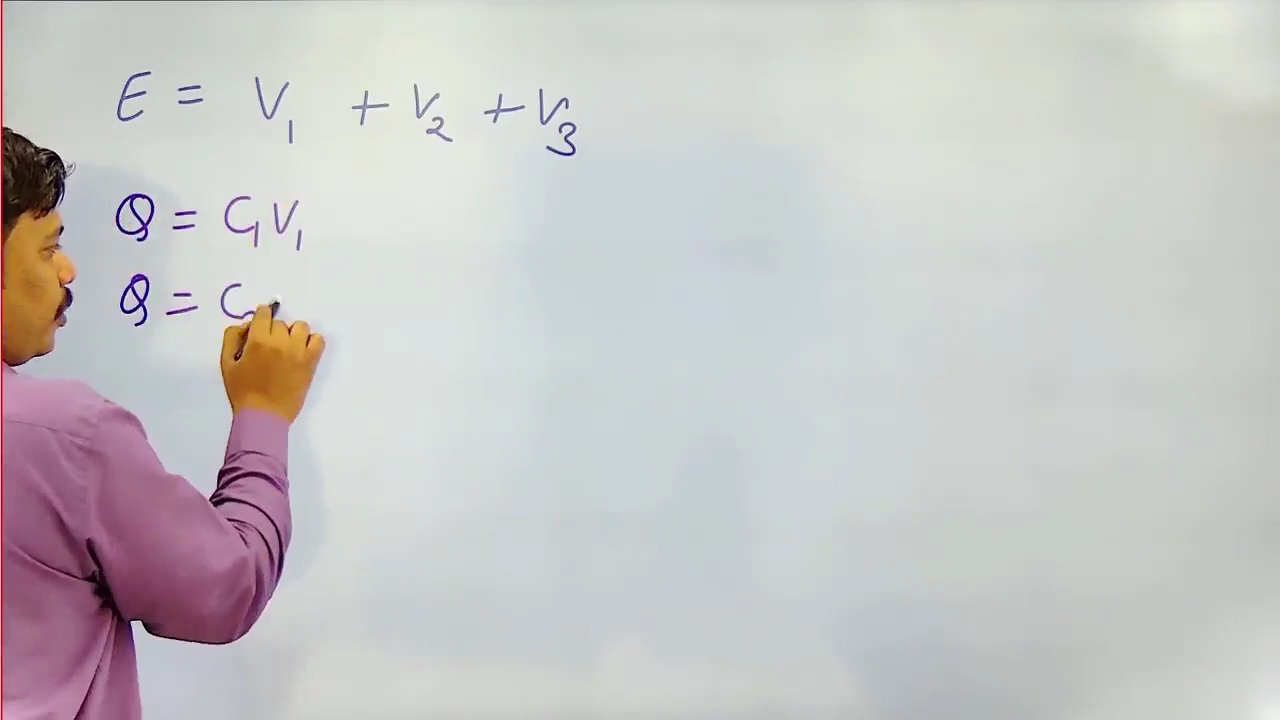 E = V₁ + V₂ + V₃
Q = C₁V₁
Q = C